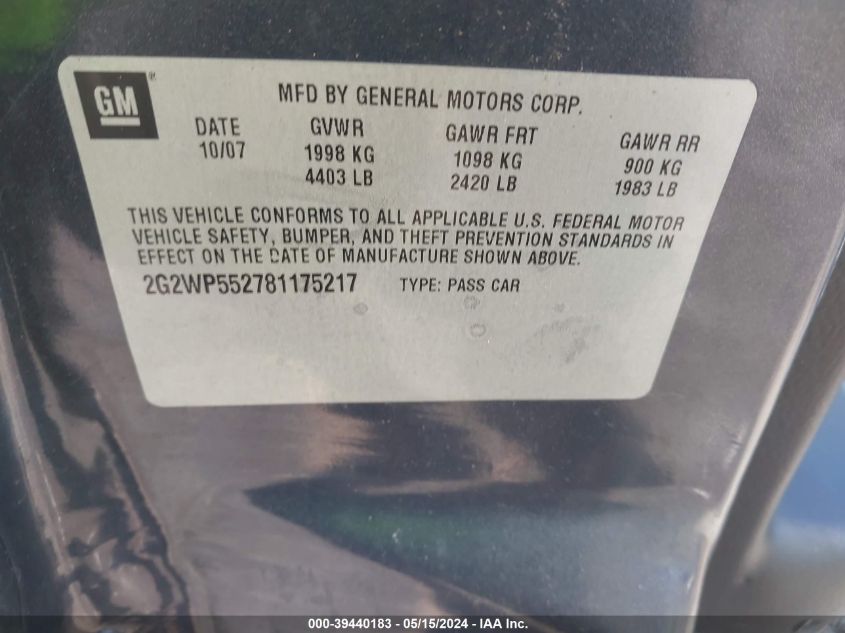 GM®
MFD BY GENERAL MOTORS CORP.
DATE GVWR GAWR FRT GAWR RR
10/07 1998 KG 1098 KG 900 KG
4403 LB 2420 LB 1983 LB
THIS VEHICLE CONFORMS TO ALL APPLICABLE U.S. FEDERAL MOTOR
VEHICLE SAFETY, BUMPER, AND THEFT PREVENTION STANDARDS IN
EFFECT ON THE DATE OF MANUFACTURE SHOWN ABOVE.
2G2WP552781175217 TYPE: PASS CAR
000-39440183 - 05/15/2024 - IAA Inc.